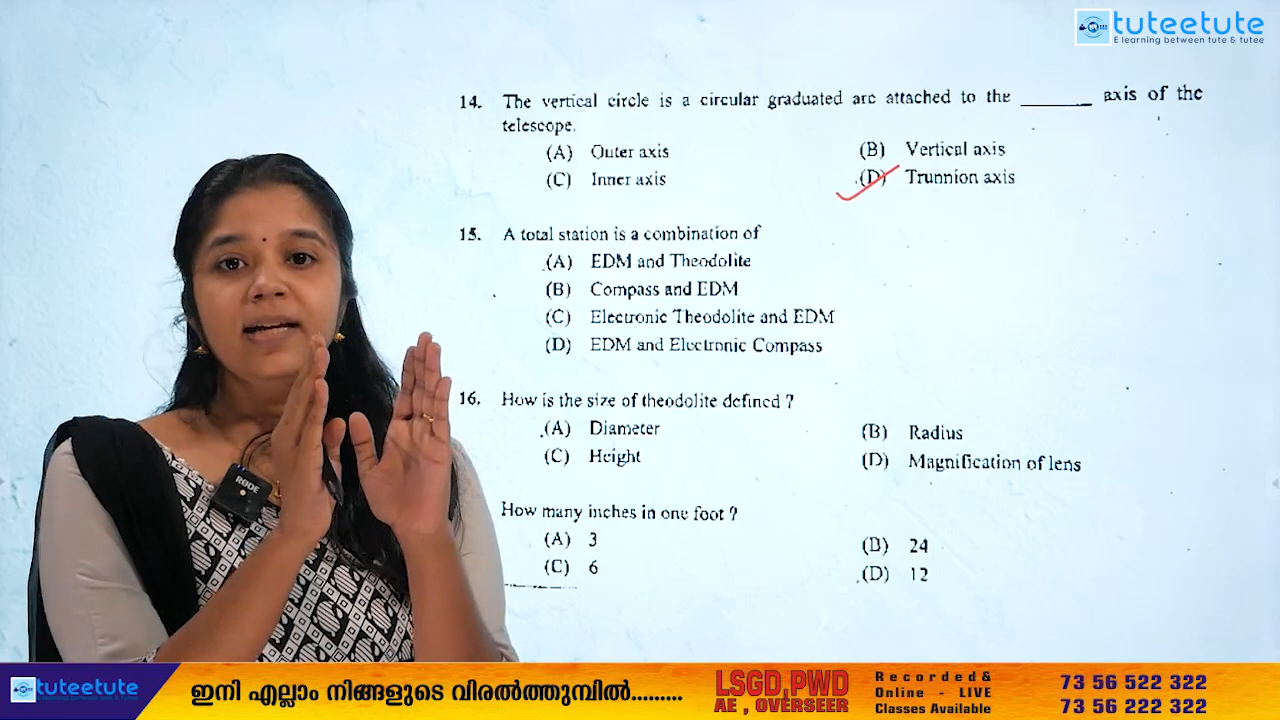 tuteetute
E learning between tute & tutee
14. The vertical circle is a circular graduated arc attached to the ______ axis of the
telescope.
(A) Outer axis (B) Vertical axis
(C) Inner axis (D) Trunnion axis
15. A total station is a combination of
(A) EDM and Theodolite
(B) Compass and EDM
(C) Electronic Theodolite and EDM
(D) EDM and Electronic Compass
16. How is the size of theodolite defined ?
(A) Diameter (B) Radius
(C) Height (D) Magnification of lens
How many inches in one foot ?
(A) 3 (B) 24
(C) 6 (D) 12
RØDE
tuteetute
E learning between tute & tutee
ഇനി എല്ലാം നിങ്ങളുടെ വിരൽത്തുമ്പിൽ.........
LSGD,PWD
AE , OVERSEER
Recorded &
Online - LIVE
Classes Available
73 56 522 322
73 56 222 322